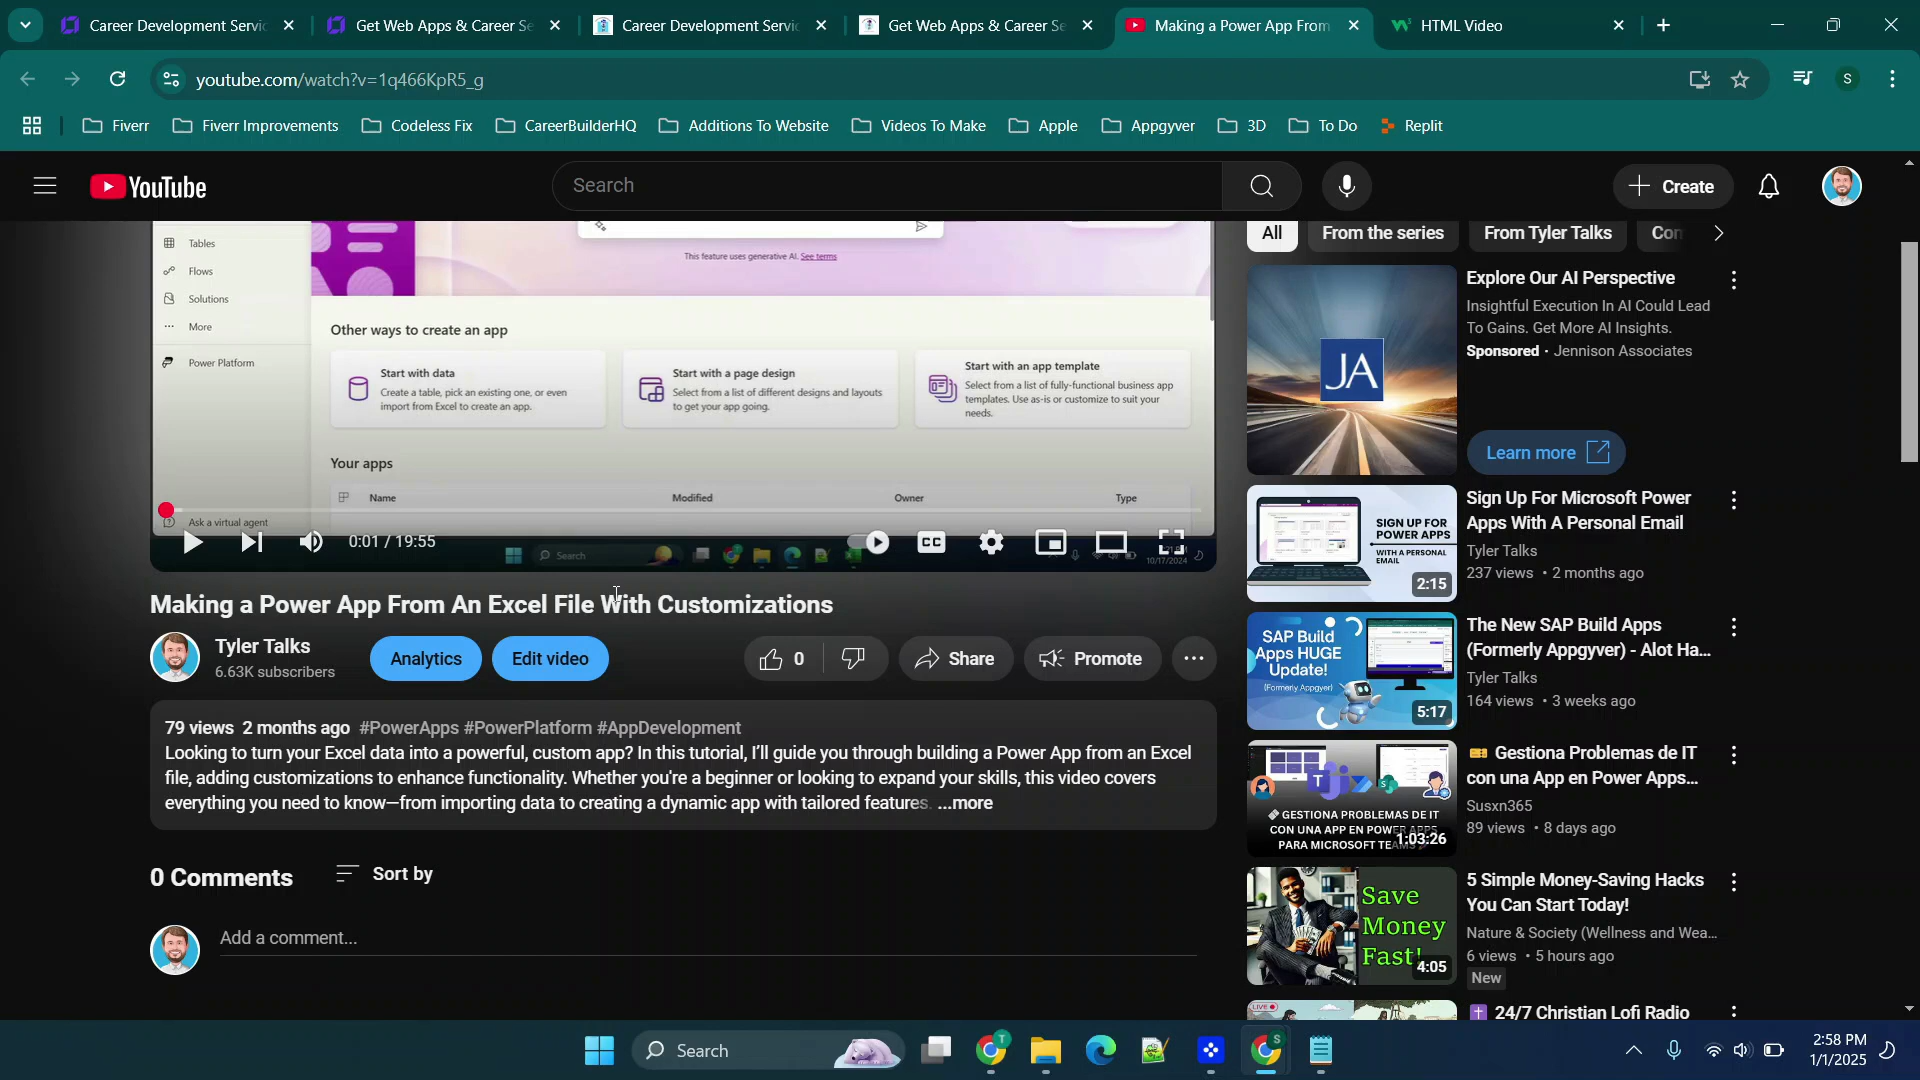 Career Development Servic
Get Web Apps & Career Se
Career Development Servic
Get Web Apps & Career Se
Making a Power App From
HTML Video
youtube.com/watch?v=1q466KpR5_g
S
Fiverr
Fiverr Improvements
Codeless Fix
CareerBuilderHQ
Additions To Website
Videos To Make
Apple
Appgyver
3D
To Do
Replit
YouTube
Search
Create
Tables
Flows
Solutions
More
Power Platform
Ask a virtual agent
This feature uses generative AI. See terms
Other ways to create an app
Start with data
Create a table, pick an existing one, or even
import from Excel to create an app.
Start with a page design
Select from a list of different designs and layouts
to get your app going.
Start with an app template
Select from a list of fully-functional business app
templates. Use as-is or customize to suit your
needs.
Your apps
Name
Modified
Owner
Type
0:01 / 19:55
CC
Search
10/17/2024
Making a Power App From An Excel File With Customizations
Tyler Talks
6.63K subscribers
Analytics
Edit video
0
Share
Promote
79 views 2 months ago #PowerApps #PowerPlatform #AppDevelopment
Looking to turn your Excel data into a powerful, custom app? In this tutorial, I'll guide you through building a Power App from an Excel
file, adding customizations to enhance functionality. Whether you're a beginner or looking to expand your skills, this video covers
everything you need to know—from importing data to creating a dynamic app with tailored features. ...more
0 Comments
Sort by
Add a comment...
All
From the series
From Tyler Talks
Con
JA
Explore Our AI Perspective
Insightful Execution In AI Could Lead
To Gains. Get More AI Insights.
Sponsored · Jennison Associates
Learn more
SIGN UP FOR
POWER APPS
WITH A PERSONAL
EMAIL
2:15
Sign Up For Microsoft Power
Apps With A Personal Email
Tyler Talks
237 views • 2 months ago
SAP Build
Apps HUGE
Update!
(Formerly Appgyver)
5:17
The New SAP Build Apps
(Formerly Appgyver) - Alot Ha...
Tyler Talks
164 views • 3 weeks ago
GESTIONA PROBLEMAS DE IT
CON UNA APP EN POWER APPS
PARA MICROSOFT TEAMS
1:03:26
🎫 Gestiona Problemas de IT
con una App en Power Apps...
Susxn365
89 views • 8 days ago
Save
Money
Fast!
4:05
5 Simple Money-Saving Hacks
You Can Start Today!
Nature & Society (Wellness and Wea...
6 views • 5 hours ago
New
LIVE
✝️ 24/7 Christian Lofi Radio
Search
T
S
2:58 PM
1/1/2025